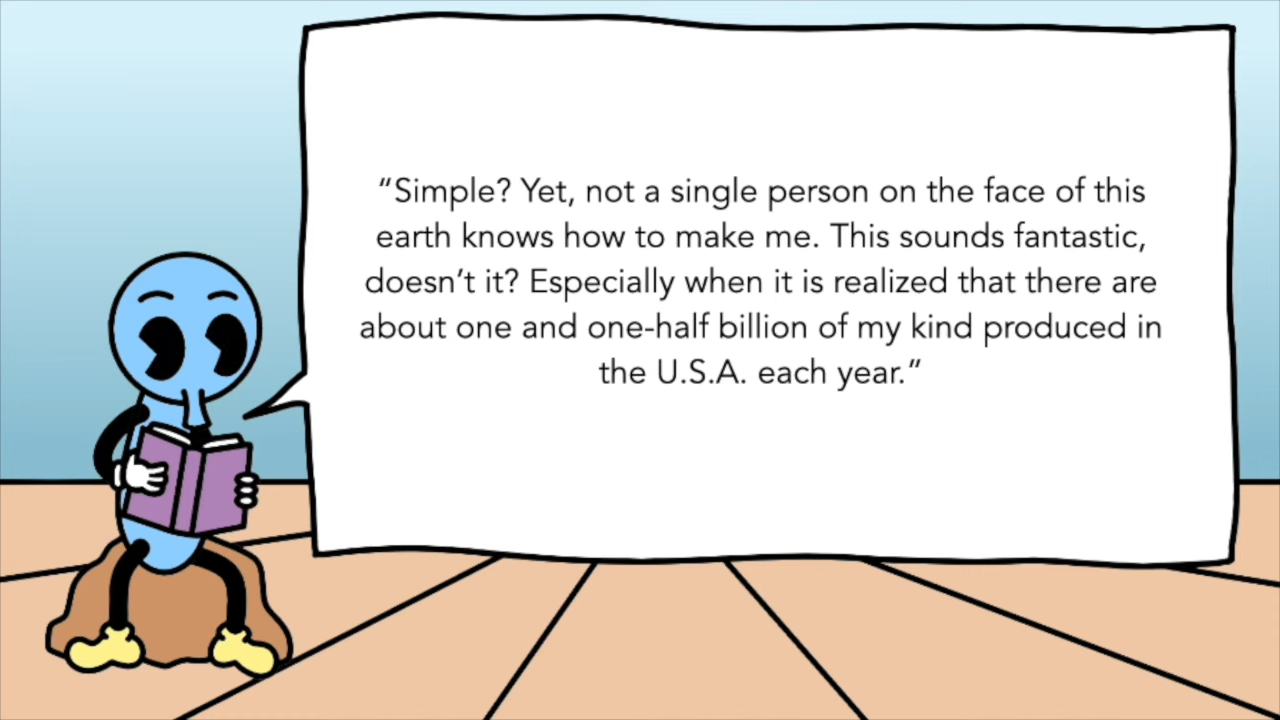 “Simple? Yet, not a single person on the face of this
earth knows how to make me. This sounds fantastic,
doesn’t it? Especially when it is realized that there are
about one and one-half billion of my kind produced in
the U.S.A. each year.”